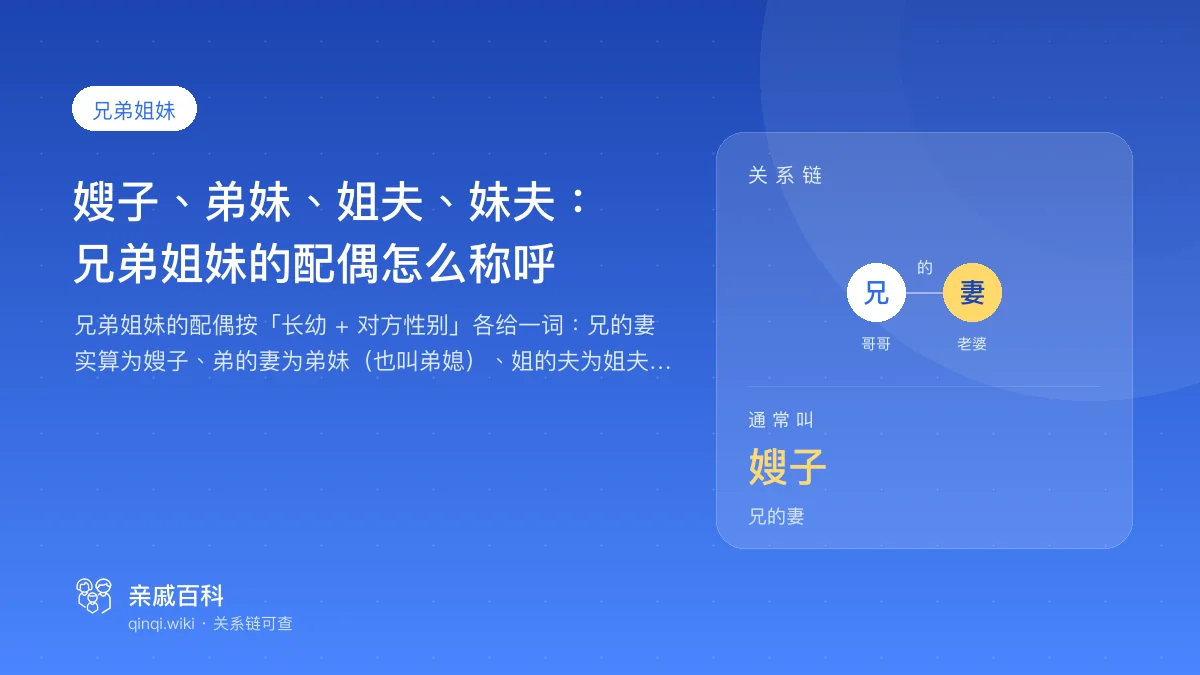 兄弟姐妹
嫂子、弟妹、姐夫、妹夫：
兄弟姐妹的配偶怎么称呼
兄弟姐妹的配偶按「长幼 + 对方性别」各给一词：兄的妻
实算为嫂子、弟的妻为弟妹（也叫弟媳）、姐的夫为姐夫…
关系链
兄
的
妻
哥哥
老婆
通常叫
嫂子
兄的妻
亲戚百科
qinqi.wiki · 关系链可查